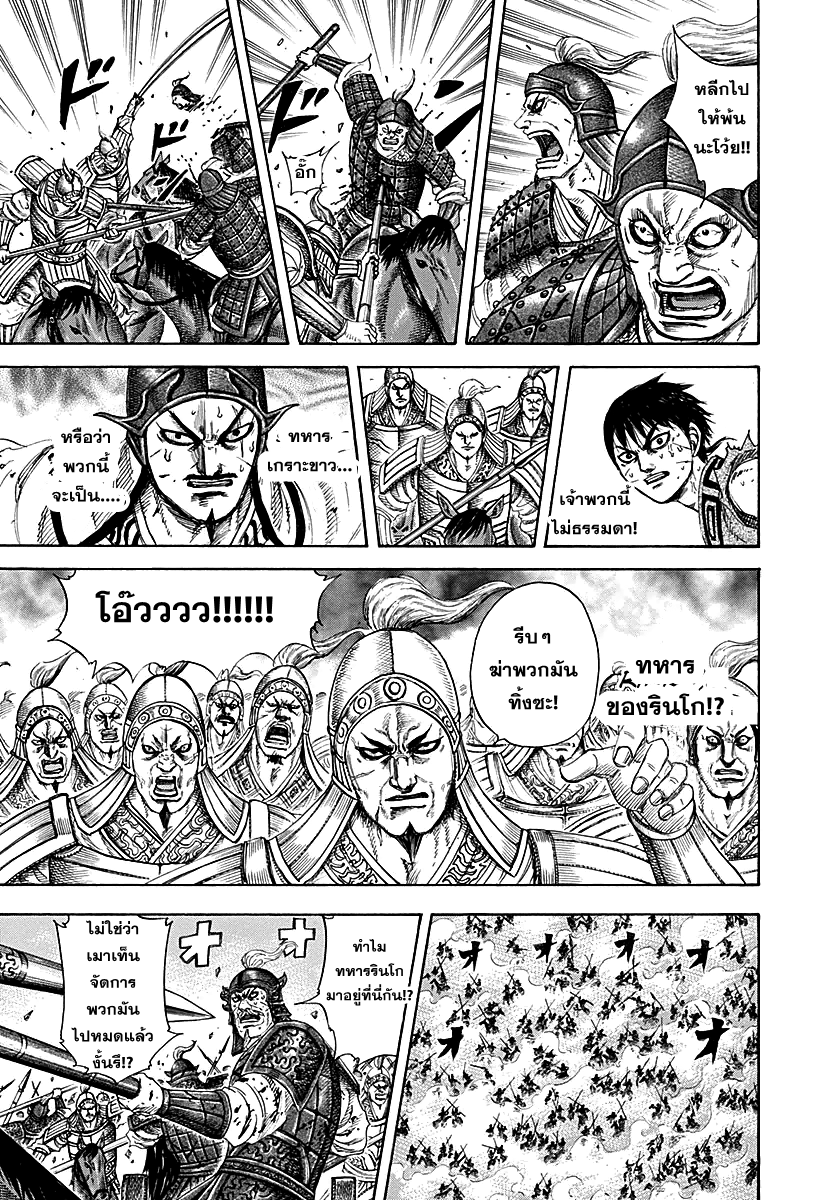 หลีกไป
ให้พ้น
นะโว้ย!!
อั๊ก
ド
ド
ド
เจ้าพวกนี้
ไม่ธรรมดา!
ทหาร
เกราะขาว...
หรือว่า
พวกนี้
จะเป็น....
ทหาร
ของรินโก!?
รีบๆ
ฆ่าพวกมัน
ทิ้งซะ!
โอ๊วววว!!!!!!
オ
オ
オ
オ
オ
ทำไม
ทหารรินโก
มาอยู่ที่นี่กัน!?
オ
オ
ไม่ใช่ว่า
เมาเท็น
จัดการ
พวกมัน
ไปหมดแล้ว
งั้นรึ!?